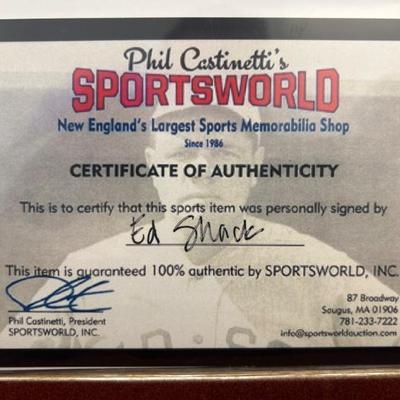 Phil Castinetti's
SPORTSWORLD
New England's Largest Sports Memorabilia Shop
Since 1986
CERTIFICATE OF AUTHENTICITY
This is to certify that this sports item was personally signed by
Ed Shack
This item is guaranteed 100% authentic by SPORTSWORLD, INC.
Phil Castinetti, President
SPORTSWORLD, INC.
87 Broadway
Saugus, MA 01906
781-233-7222
info@sportsworldauction.com